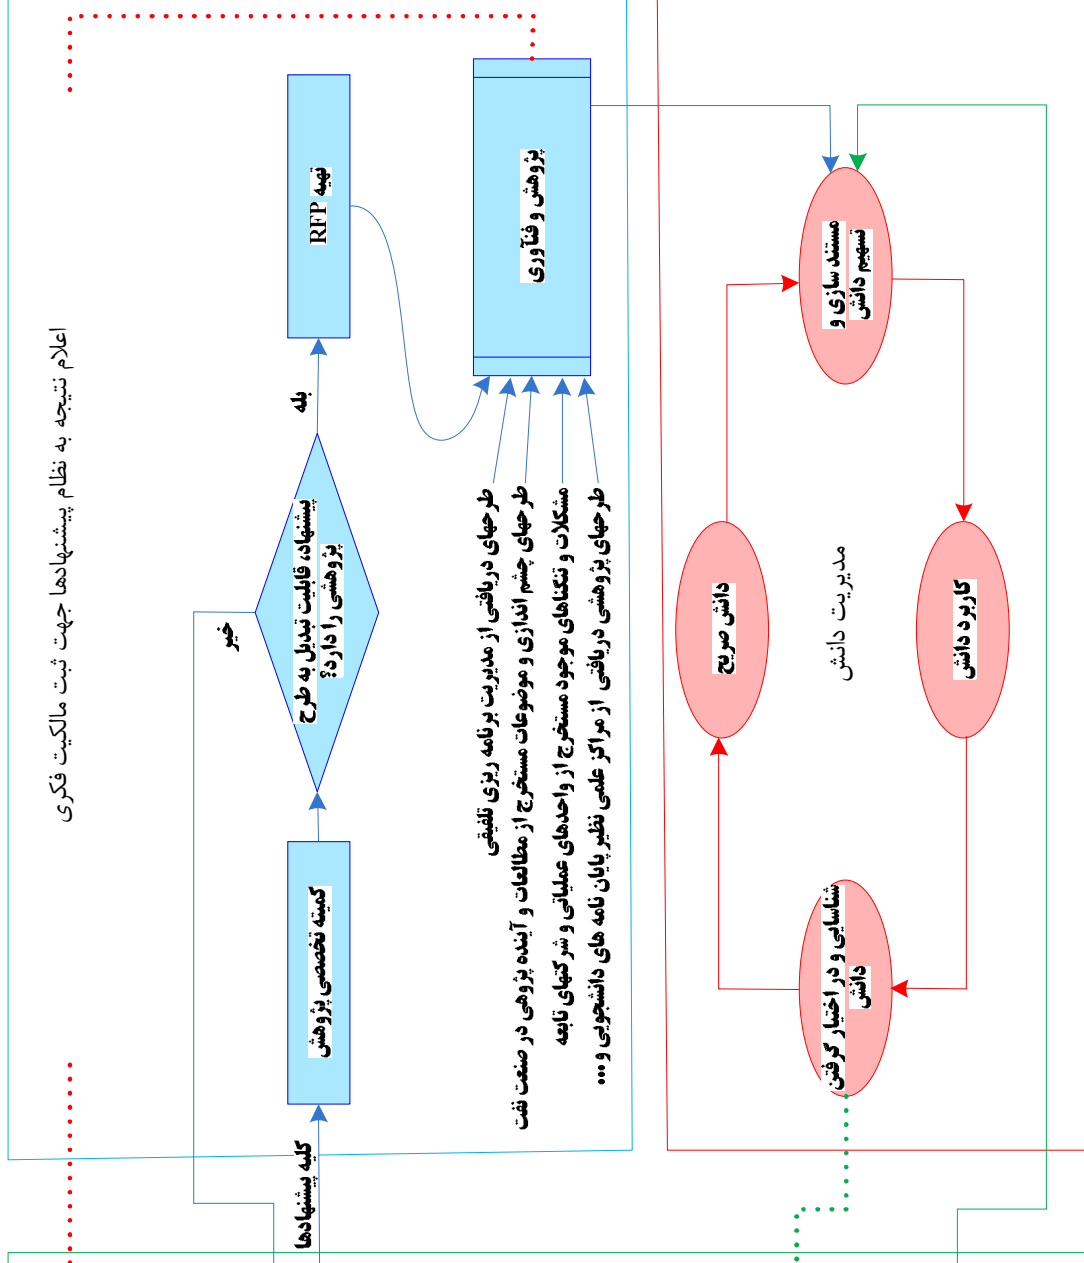 اعلام نتیجه به نظام پیشنهادها جهت ثبت مالکیت فکری
کلیه پیشنهادها
کمیته تخصصی پژوهش
پیشنهاد، قابلیت تبدیل به طرح
پژوهشی را دارد؟
خیر
بله
تهیه
RFP
پژوهش و فنآوری
طرحهای دریافتی از مدیریت برنامه ریزی تلفیقی
طرحهای چشم اندازی و موضوعات مستخرج از مطالعات و آینده پژوهی در صنعت نفت
مشکلات و تنگناهای موجود مستخرج از واحدهای عملیاتی و شرکتهای تابعه
طرحهای پژوهشی دریافتی از مراکز علمی نظیر پایان نامه های دانشجویی و ...
مستند سازی و
تسهیم دانش
دانش صریح
مدیریت دانش
کاربرد دانش
شناسایی و در اختیار گرفتن
دانش